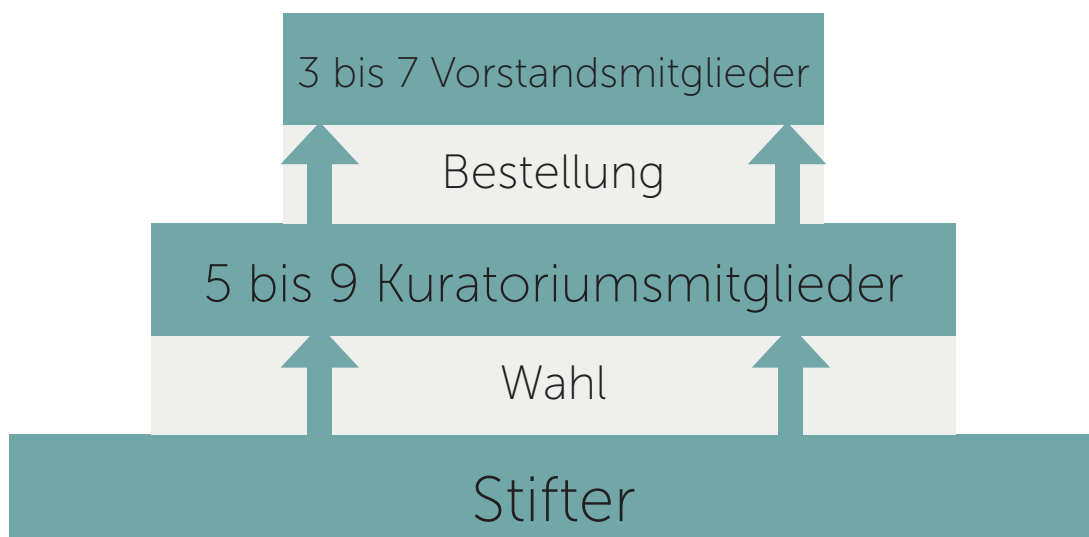 3 bis 7 Vorstandsmitglieder
Bestellung
5 bis 9 Kuratoriumsmitglieder
Wahl
Stifter